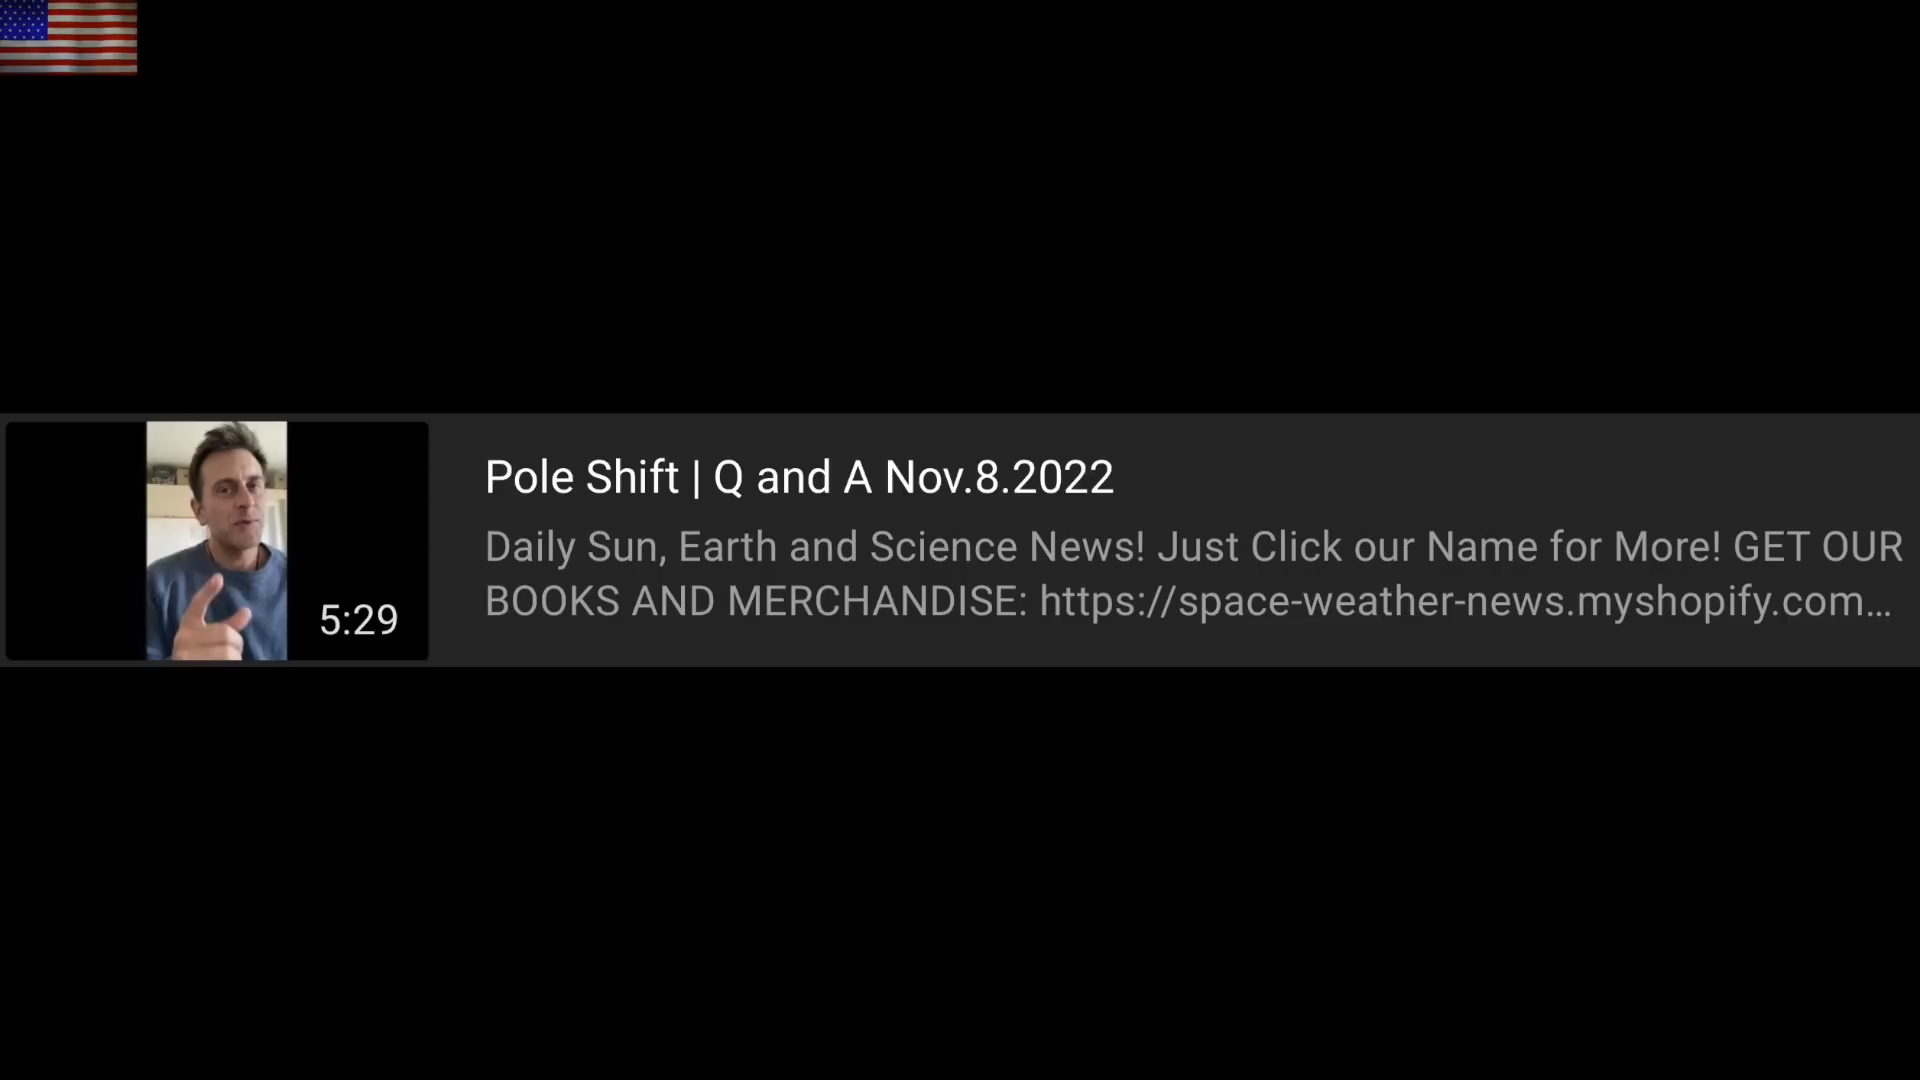 Pole Shift | Q and A Nov.8.2022
Daily Sun, Earth and Science News! Just Click our Name for More! GET OUR
BOOKS AND MERCHANDISE: https://space-weather-news.myshopify.com...
5:29